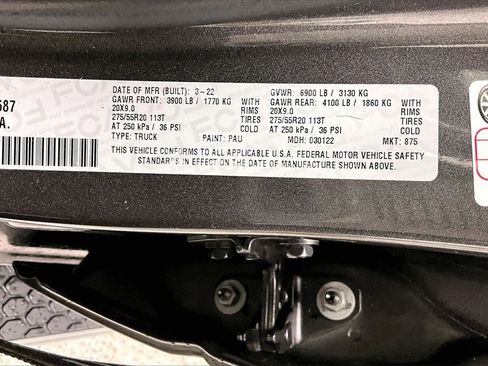 587
A.
DATE OF MFR (BUILT): 3-22 GVWR: 6900 LB / 3130 KG
GAWR FRONT: 3900 LB / 1770 KG WITH GAWR REAR: 4100 LB / 1860 KG WITH
20X9.0 RIMS 20X9.0 RIMS
275/55R20 113T TIRES 275/55R20 113T TIRES
AT 250 kPa / 36 PSI COLD AT 250 kPa / 36 PSI COLD
TYPE: TRUCK PAINT: PAU MDH: 030122 MKT: 875
THIS VEHICLE CONFORMS TO ALL APPLICABLE U.S.A. FEDERAL MOTOR VEHICLE SAFETY
STANDARDS IN EFFECT ON THE DATE OF MANUFACTURE SHOWN ABOVE.